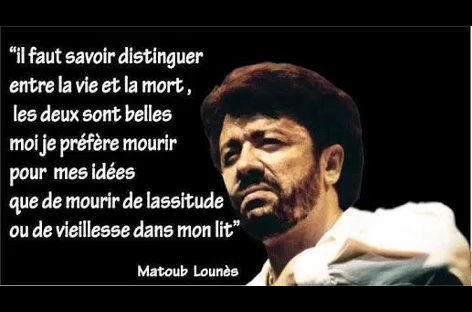 “il faut savoir distinguer
entre la vie et la mort ,
les deux sont belles
moi je préfère mourir
pour mes idées
que de mourir de lassitude
ou de vieillesse dans mon lit”
Matoub Lounès